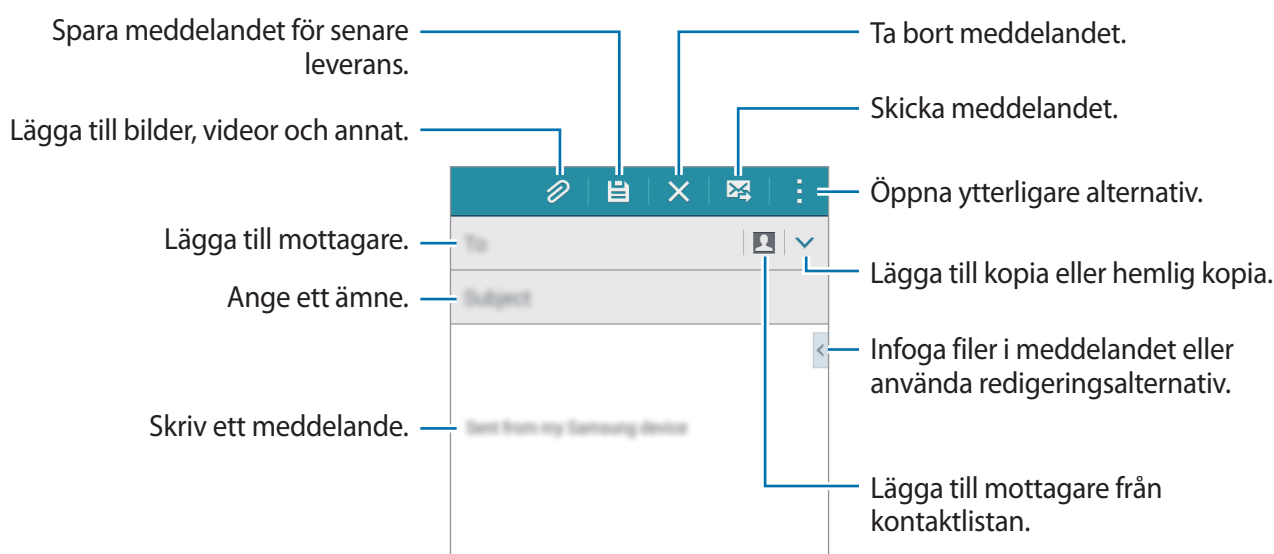 Spara meddelandet för senare
leverans.
Lägga till bilder, videor och annat.
Lägga till mottagare.
Ange ett ämne.
Skriv ett meddelande.
To
Subject
Sent from my Samsung device
Ta bort meddelandet.
Skicka meddelandet.
Öppna ytterligare alternativ.
Lägga till kopia eller hemlig kopia.
Infoga filer i meddelandet eller
använda redigeringsalternativ.
Lägga till mottagare från
kontaktlistan.